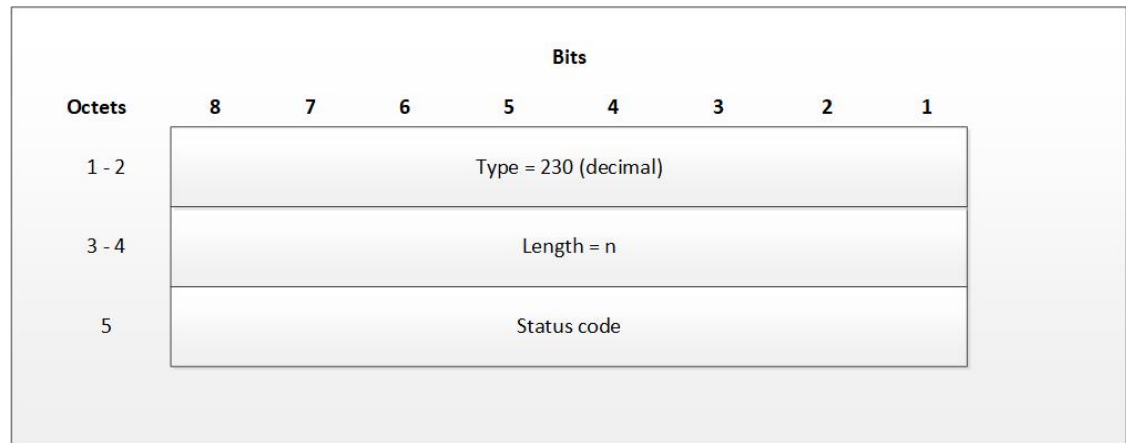 Bits
Octets 8 7 6 5 4 3 2 1
1 - 2 Type = 230 (decimal)
3 - 4 Length = n
5 Status code